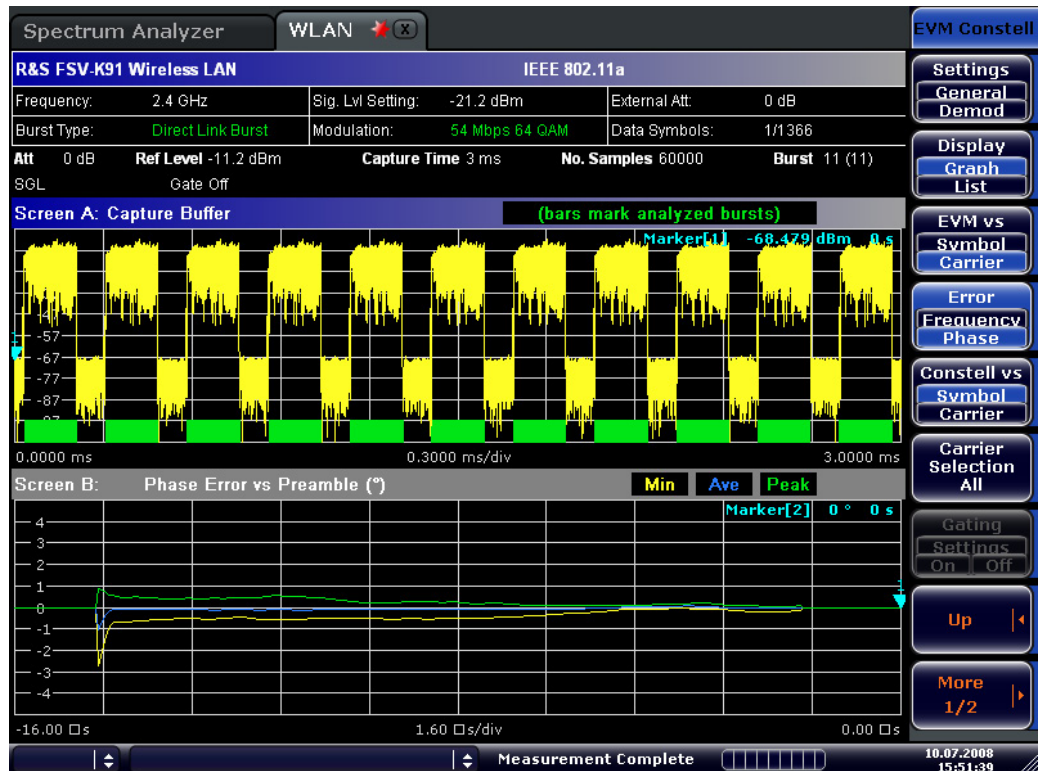 Spectrum Analyzer WLAN X
R&S FSV-K91 Wireless LAN IEEE 802.11a
Frequency: 2.4 GHz Sig. Lvl Setting: -21.2 dBm External Att: 0 dB
Burst Type: Direct Link Burst Modulation: 54 Mbps 64 QAM Data Symbols: 1/1366
Att 0 dB Ref Level -11.2 dBm Capture Time 3 ms No. Samples 60000 Burst 11 (11)
SGL Gate Off
Screen A: Capture Buffer (bars mark analyzed bursts)
Marker[1] -68.479 dBm 0 s
-47
-57
-67
-77
-87
-97
0.0000 ms 0.3000 ms/div 3.0000 ms
Screen B: Phase Error vs Preamble (°) Min Ave Peak
Marker[2] 0 ° 0 s
4
3
2
1
0
-1
-2
-3
-4
-16.00 □s 1.60 □s/div 0.00 □s
Measurement Complete
10.07.2008
15:51:39
EVM Constell
Settings
General
Demod
Display
Graph
List
EVM vs
Symbol
Carrier
Error
Frequency
Phase
Constell vs
Symbol
Carrier
Carrier
Selection
All
Gating
Settings
On Off
Up
More
1/2